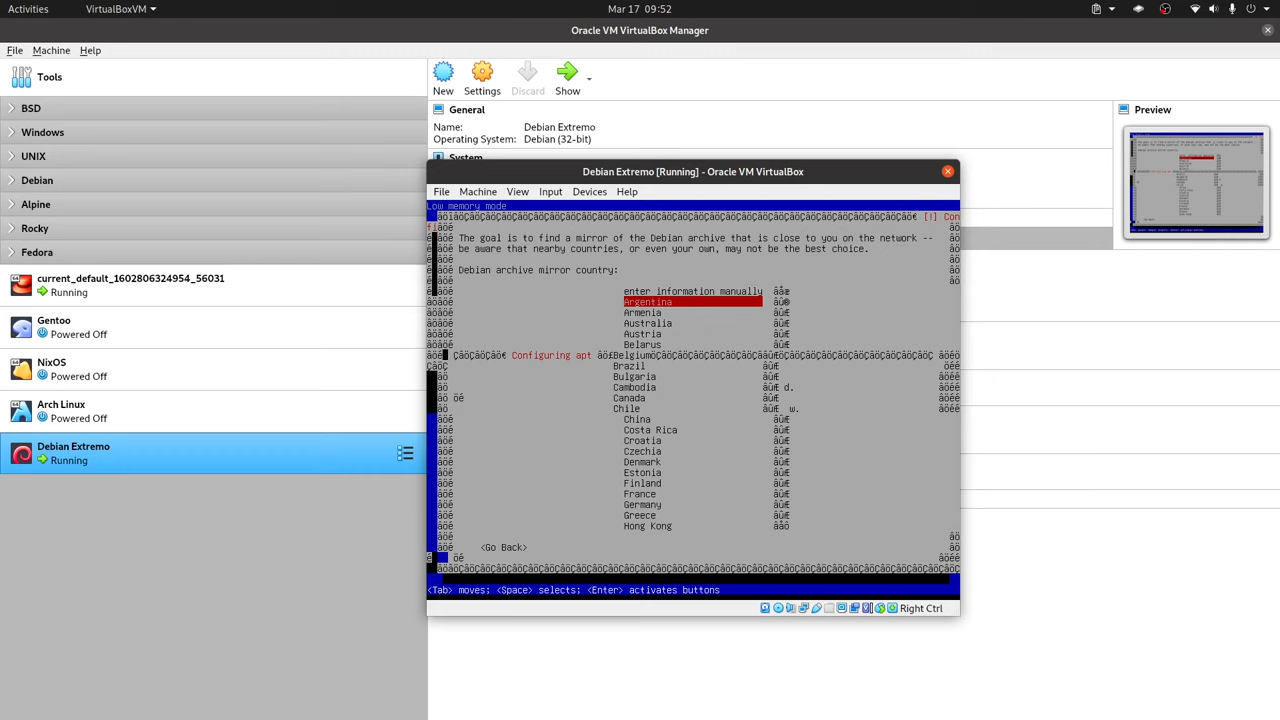 Activities
VirtualBoxVM
Mar 17 09:52
Oracle VM VirtualBox Manager
File Machine Help
Tools
New
Settings
Discard
Show
BSD
Windows
UNIX
Debian
Alpine
Rocky
Fedora
current_default_1602806324954_56031
Running
Gentoo
Powered Off
NixOS
Powered Off
Arch Linux
Powered Off
Debian Extremo
Running
General
Name: Debian Extremo
Operating System: Debian (32-bit)
System
Preview
Debian Extremo [Running] - Oracle VM VirtualBox
File Machine View Input Devices Help
Low memory mode
[!] Con
The goal is to find a mirror of the Debian archive that is close to you on the network --
be aware that nearby countries, or even your own, may not be the best choice.
Debian archive mirror country:
enter information manually
Argentina
Armenia
Australia
Austria
Belarus
Configuring apt
Belgium
Brazil
Bulgaria
Cambodia d.
Canada
Chile w.
China
Costa Rica
Croatia
Czechia
Denmark
Estonia
Finland
France
Germany
Greece
Hong Kong
<Go Back>
<Tab> moves; <Space> selects; <Enter> activates buttons
Right Ctrl